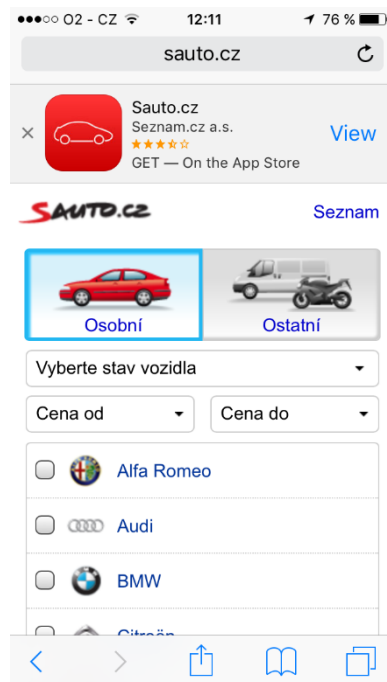 O2 - CZ 12:11 76 %
sauto.cz
Sauto.cz
Seznam.cz a.s.
GET — On the App Store
View
SAUTO.CZ
Seznam
Osobní
Ostatní
Vyberte stav vozidla
Cena od
Cena do
Alfa Romeo
Audi
BMW
Citroën